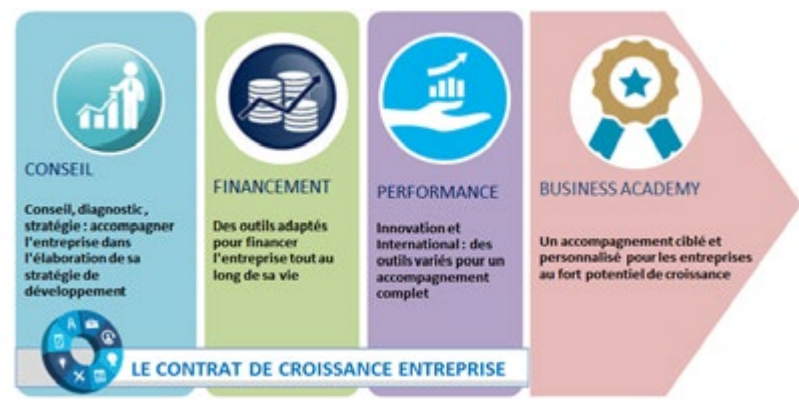 CONSEIL
Conseil, diagnostic,
stratégie : accompagner
l'entreprise dans
l'élaboration de sa
stratégie de
développement
FINANCEMENT
Des outils adaptés
pour financer
l'entreprise tout au
long de sa vie
PERFORMANCE
Innovation et
International : des
outils variés pour un
accompagnement
complet
BUSINESS ACADEMY
Un accompagnement ciblé et
personnalisé pour les entreprises
au fort potentiel de croissance
LE CONTRAT DE CROISSANCE ENTREPRISE